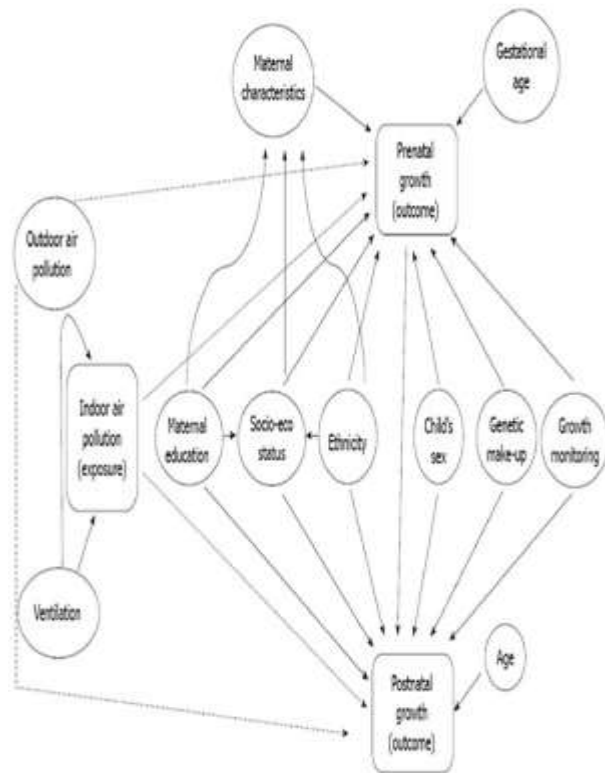 Maternal
characteristics
Gestational
age
Prenatal
growth
(outcome)
Outdoor air
pollution
Indoor air
pollution
(exposure)
Maternal
education
Socio-eco
status
Ethnicity
Child's
sex
Genetic
make-up
Growth
monitoring
Ventilation
Age
Postnatal
growth
(outcome)